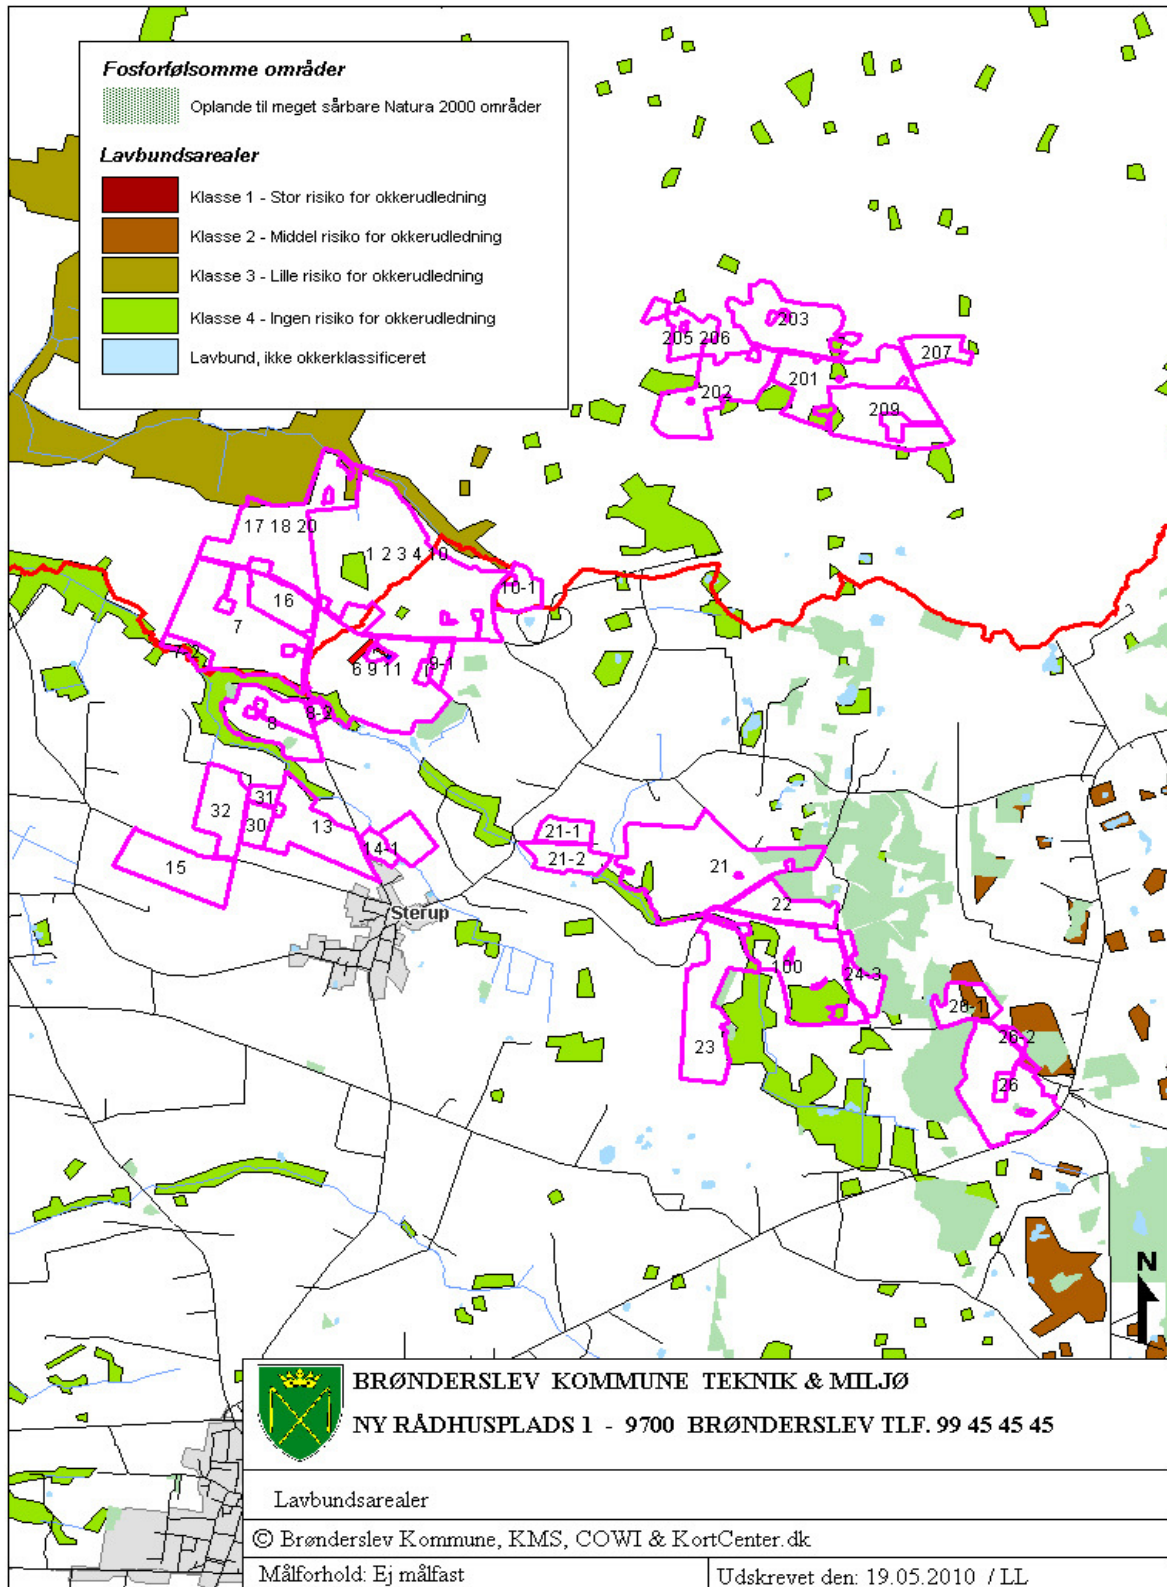 Fosforfølsomme områder
Oplande til meget sårbare Natura 2000 områder
Lavbundsarealer
Klasse 1 - Stor risiko for okkerudledning
Klasse 2 - Middel risiko for okkerudledning
Klasse 3 - Lille risiko for okkerudledning
Klasse 4 - Ingen risiko for okkerudledning
Lavbund, ikke okkerklassificeret
203
205 206
207
202
201
209
17 18 20
1 2 3 4 10
10-1
16
7
7-2
6 9 11
9-1
8
8-2
31
32
30
13
14-1
15
Sterup
21-1
21-2
21
22
100
24-3
23
26-1
26-2
26
N
BRØNDERSLEV KOMMUNE TEKNIK & MILJØ
NY RÅDHUSPLADS 1 - 9700 BRØNDERSLEV TLF. 99 45 45 45
Lavbundsarealer
© Brønderslev Kommune, KMS, COWI & KortCenter.dk
Målforhold: Ej målfast
Udskrevet den: 19.05.2010 / LL